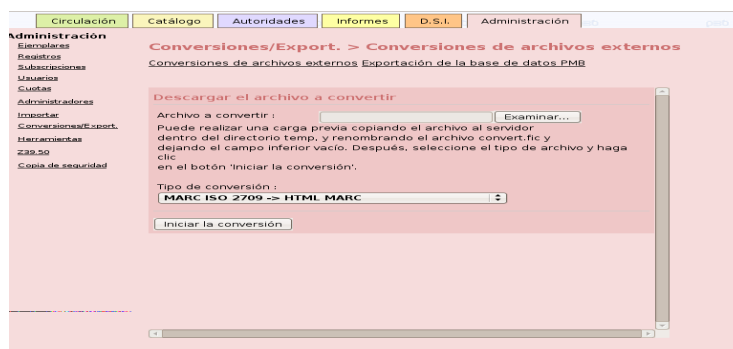 Circulación Catálogo Autoridades Informes D.S.I. Administración
Administración
Ejemplares
Registros
Subscripciones
Usuarios
Cuotas
Administradores
Importar
Conversiones/Export.
Herramientas
Z39.50
Copia de seguridad
Conversiones/Export. > Conversiones de archivos externos
Conversiones de archivos externos Exportación de la base de datos PMB
Descargar el archivo a convertir
Archivo a convertir : Examinar...
Puede realizar una carga previa copiando el archivo al servidor
dentro del directorio temp, y renombrando el archivo convert.fic y
dejando el campo inferior vacío. Después, seleccione el tipo de archivo y haga
clic
en el botón 'Iniciar la conversión'.
Tipo de conversión :
MARC ISO 2709 -> HTML MARC
Iniciar la conversión